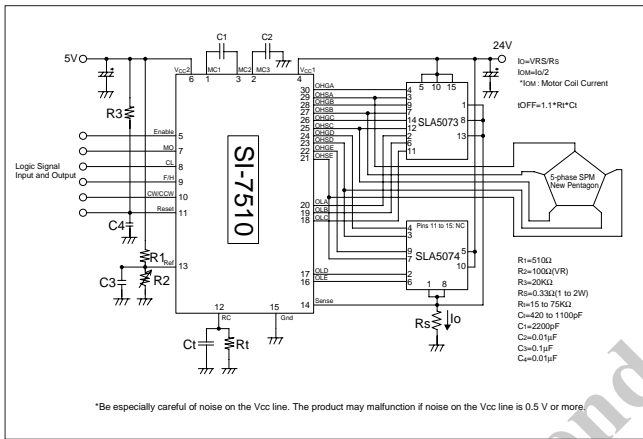 5V
24V
C1
C2
VCC2
MC1
MC2
MC3
VCC1
6
1
3
2
4
R3
Logic Signal
Input and Output
Enable
5
MO
7
CL
8
F/H
9
CW/CCW
10
Reset
11
C4
R1
C3
R2
Ref
13
SI-7510
OHGA
30
OHSA
29
OHGB
28
OHSB
27
OHGC
26
OHSC
25
OHGD
24
OHSD
23
OHGE
22
OHSE
21
OLA
20
OLB
19
OLC
18
OLD
17
OLE
16
Sense
14
12
RC
15
Gnd
Ct
Rt
5 10 15
4
3
9
7
14
12
2
6
11
1
8
13
SLA5073
Pins 11 to 15: NC
4
3
9
7
2
6
5
10
SLA5074
1 8
Rs
Io
5-phase SPM
New Pentagon
IO=VRS/RS
IOM=Io/2
*IOM : Motor Coil Current
tOFF=1.1*Rt*Ct
R1=510Ω
R2=100Ω(VR)
R3=20KΩ
RS=0.33Ω(1 to 2W)
Rt=15 to 75KΩ
Ct=420 to 1100pF
C1=2200pF
C2=0.01µF
C3=0.1µF
C4=0.01µF
*Be especially careful of noise on the Vcc line. The product may malfunction if noise on the Vcc line is 0.5 V or more.